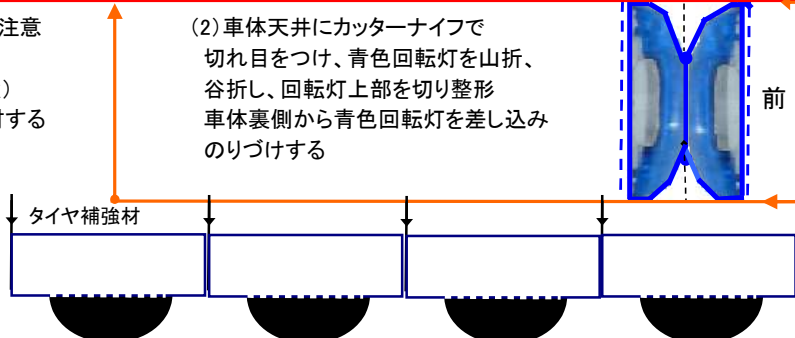 注意
)
付する
(2)車体天井にカッターナイフで
切れ目をつけ、青色回転灯を山折、
谷折し、回転灯上部を切り整形
車体裏側から青色回転灯を差し込み
のりづけする
前
タイヤ補強材